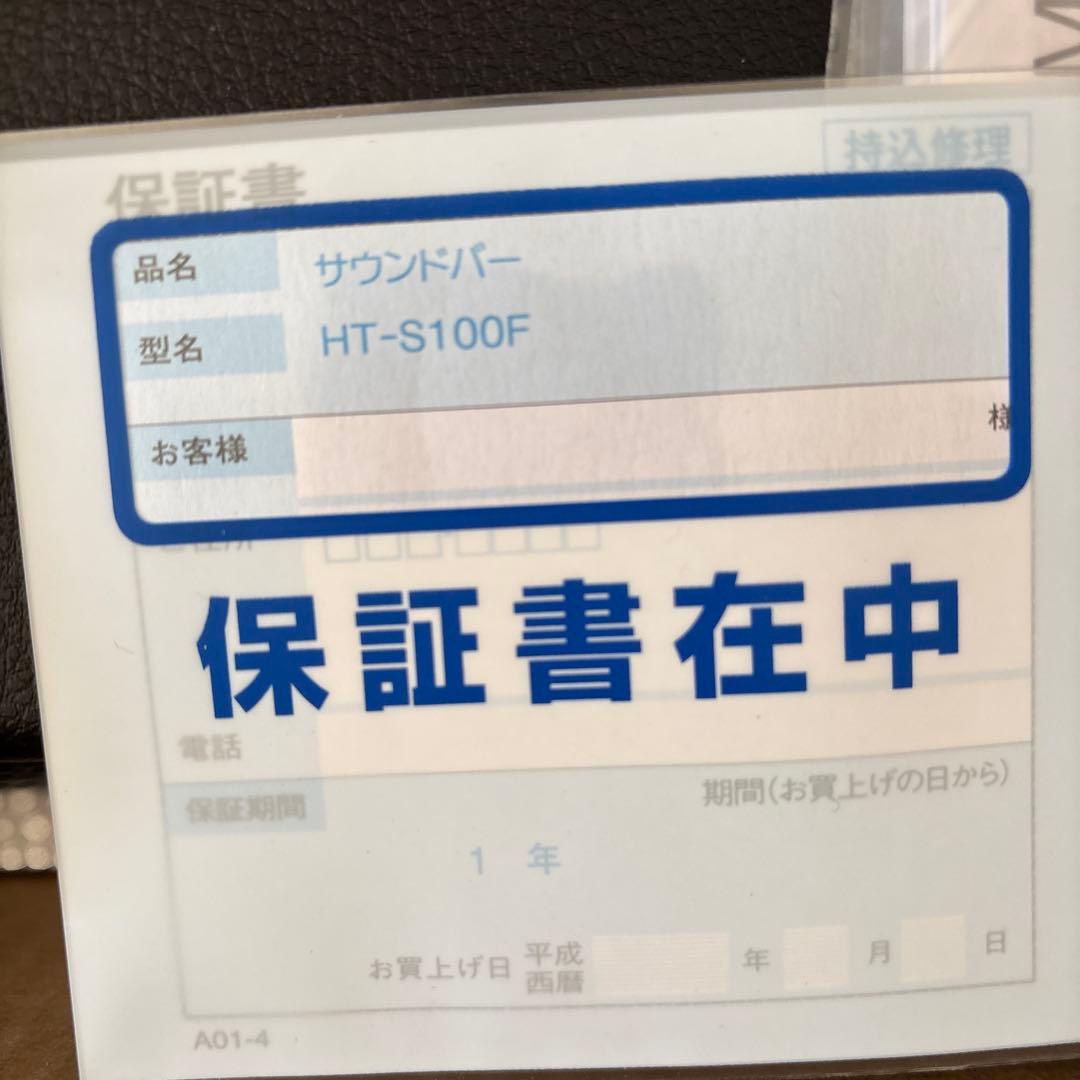 M
持込修理
保証書
品名 サウンドバー
型名 HT-S100F
お客様 様
ご住所
保証書在中
電話
保証期間 期間(お買上げの日から)
1 年
お買上げ日 平成 西暦 年 月 日
A01-4